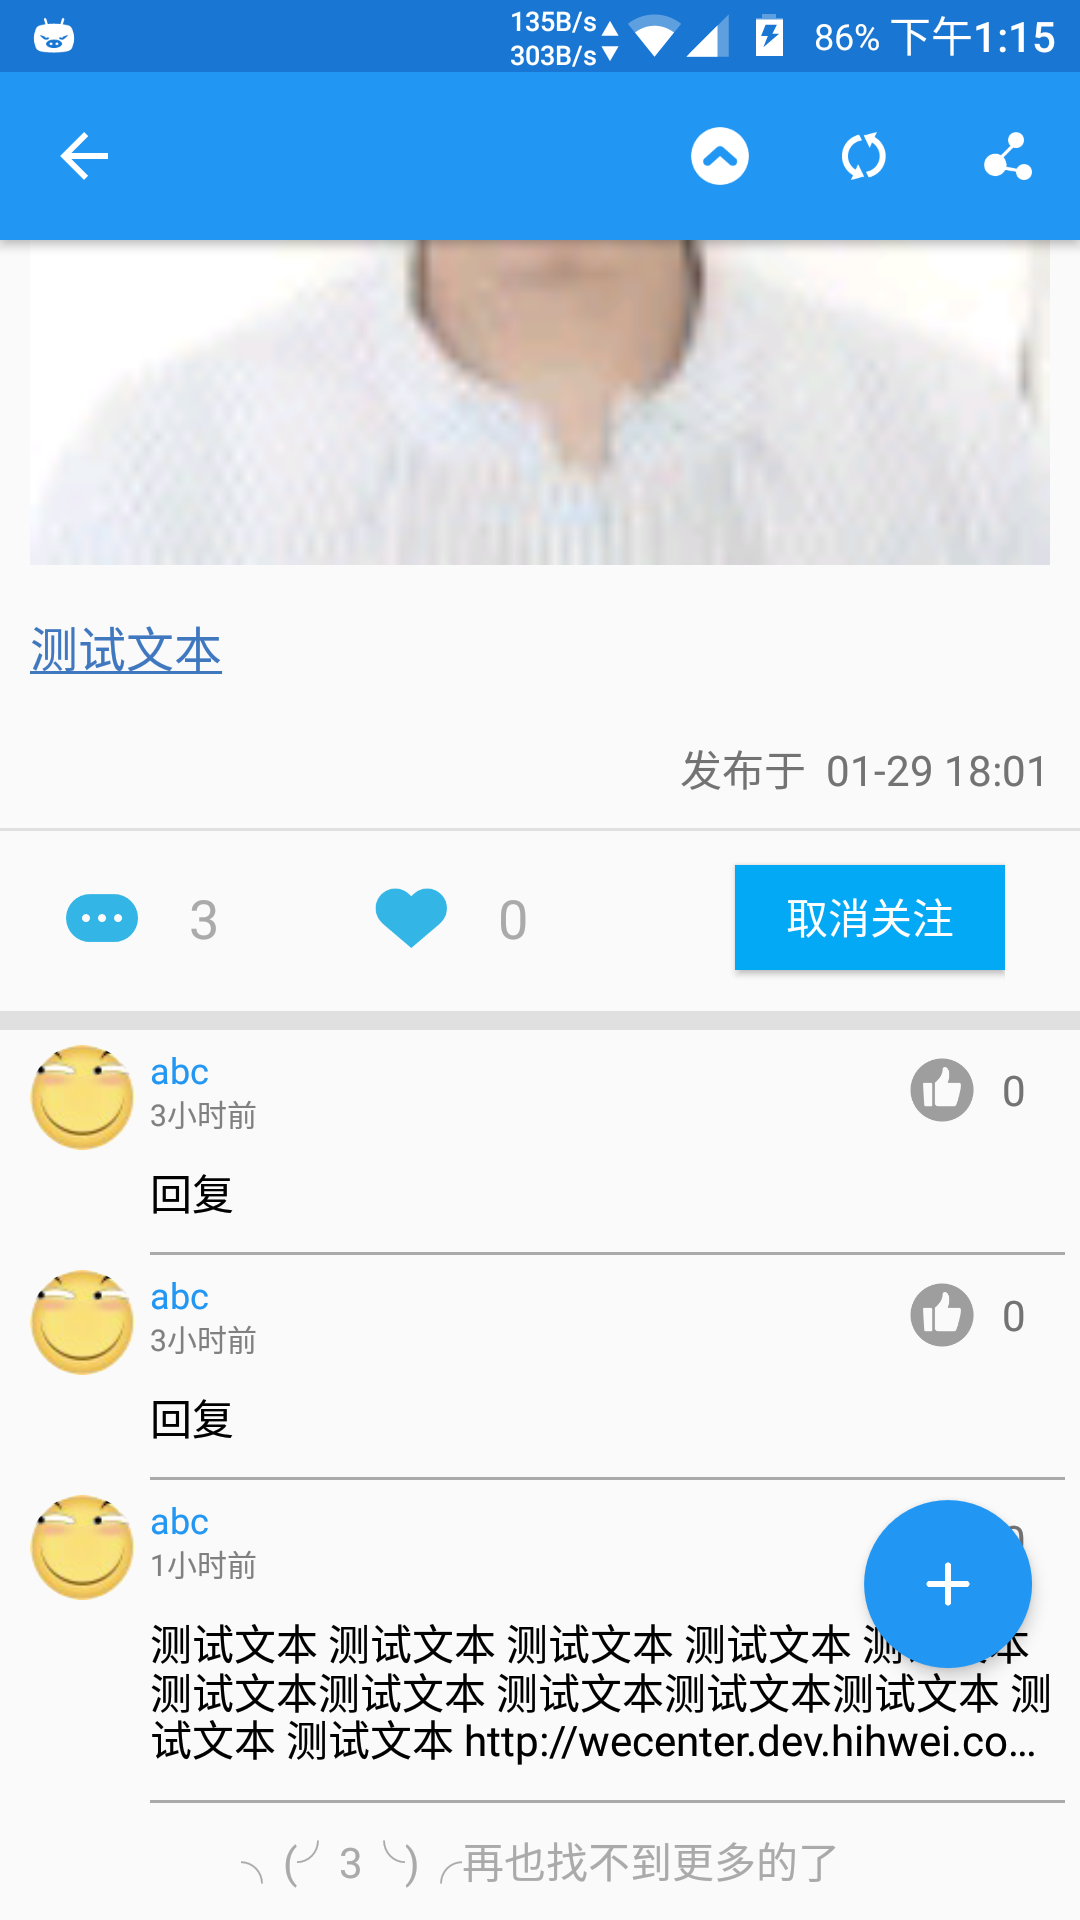 135B/s
303B/s
86% 下午1:15
测试文本
发布于 01-29 18:01
3 0 取消关注
abc
3小时前
0
回复
abc
3小时前
0
回复
abc
1小时前
测试文本 测试文本 测试文本 测试文本 测 本
测试文本测试文本 测试文本测试文本测试文本 测
试文本 测试文本 http://wecenter.dev.hihwei.co…
╮(╯3╰)╭再也找不到更多的了